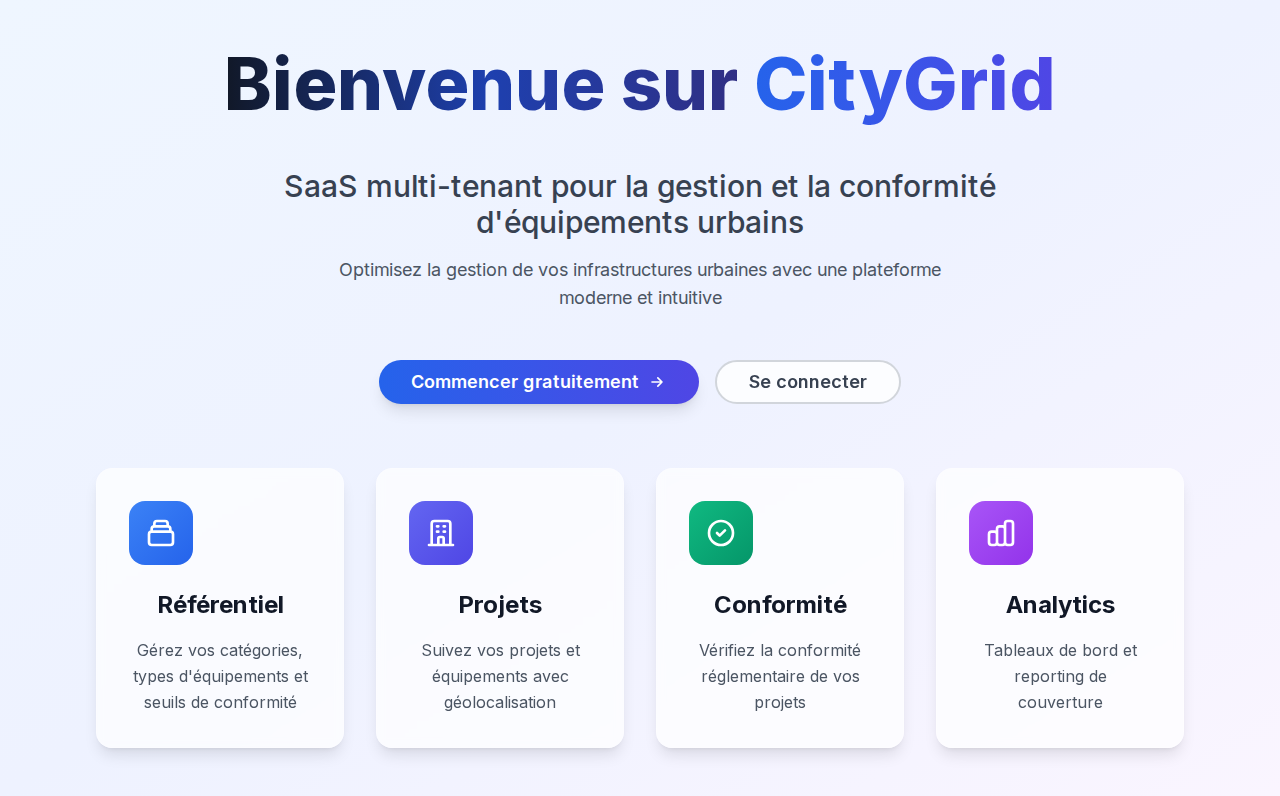 Bienvenue sur CityGrid
SaaS multi-tenant pour la gestion et la conformité
d'équipements urbains
Optimisez la gestion de vos infrastructures urbaines avec une plateforme
moderne et intuitive
Commencer gratuitement →
Se connecter
Référentiel
Gérez vos catégories,
types d'équipements et
seuils de conformité
Projets
Suivez vos projets et
équipements avec
géolocalisation
Conformité
Vérifiez la conformité
réglementaire de vos
projets
Analytics
Tableaux de bord et
reporting de
couverture